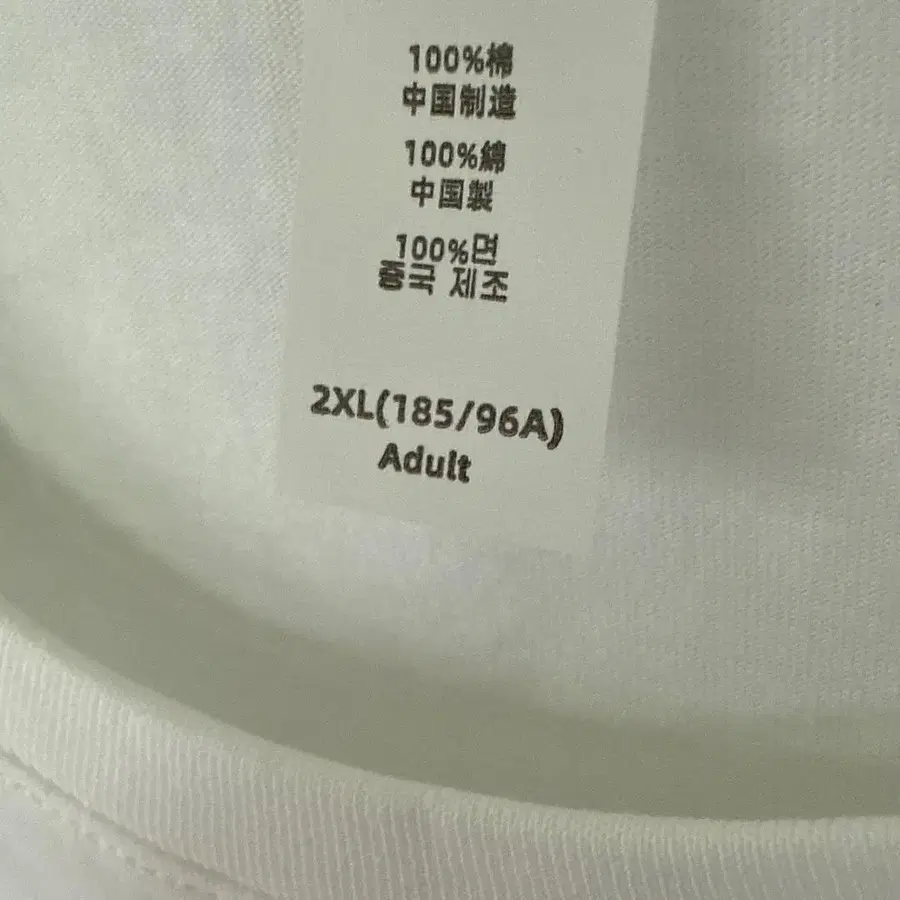 100%棉
中国制造
100%綿
中国製
100%면
중국 제조
2XL(185/96A)
Adult